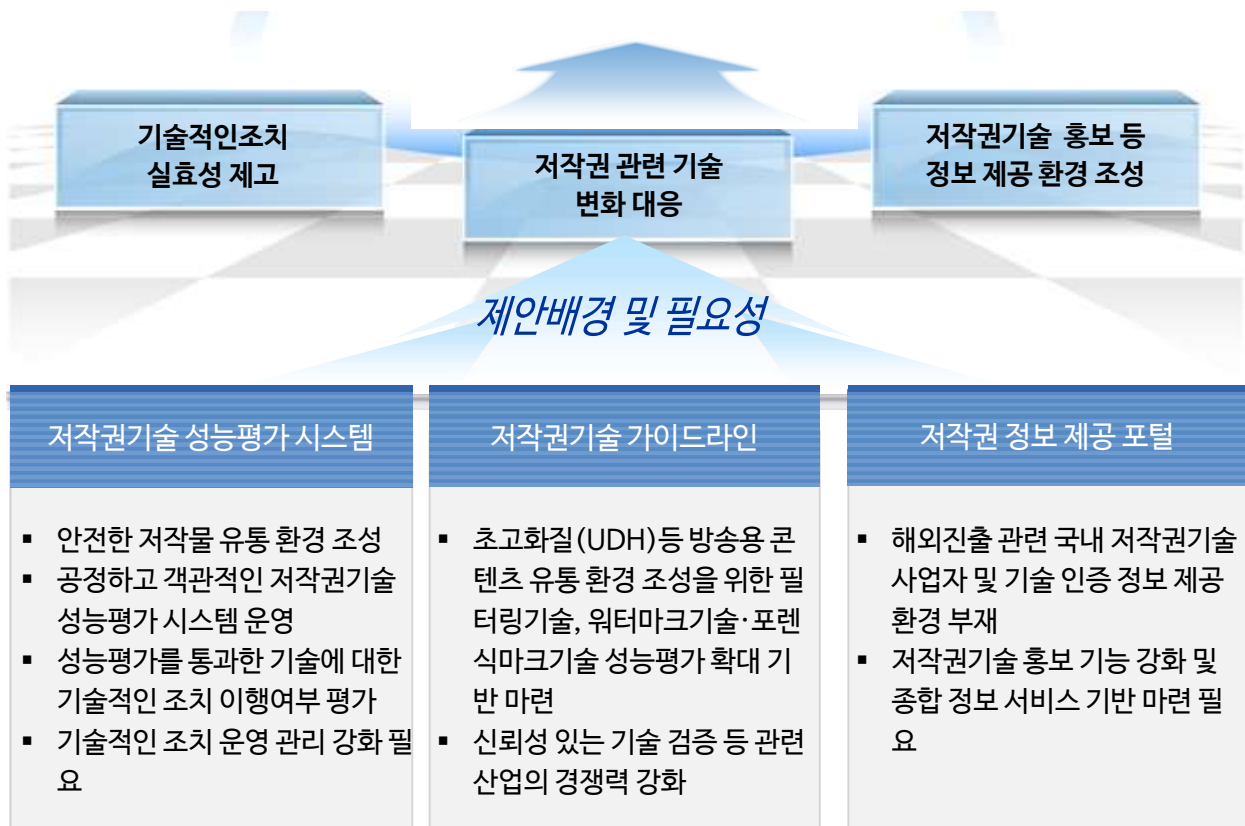 기술적인조치
실효성 제고
저작권 관련 기술
변화 대응
저작권기술 홍보 등
정보 제공 환경 조성
제안배경 및 필요성
저작권기술 성능평가 시스템
▪ 안전한 저작물 유통 환경 조성
▪ 공정하고 객관적인 저작권기술
성능평가 시스템 운영
▪ 성능평가를 통과한 기술에 대한
기술적인 조치 이행여부 평가
▪ 기술적인 조치 운영 관리 강화 필
요
저작권기술 가이드라인
▪ 초고화질(UDH)등 방송용 콘
텐츠 유통 환경 조성을 위한 필
터링기술, 워터마크기술·포렌
식마크기술 성능평가 확대 기
반 마련
▪ 신뢰성 있는 기술 검증 등 관련
산업의 경쟁력 강화
저작권 정보 제공 포털
▪ 해외진출 관련 국내 저작권기술
사업자 및 기술 인증 정보 제공
환경 부재
▪ 저작권기술 홍보 기능 강화 및
종합 정보 서비스 기반 마련 필
요